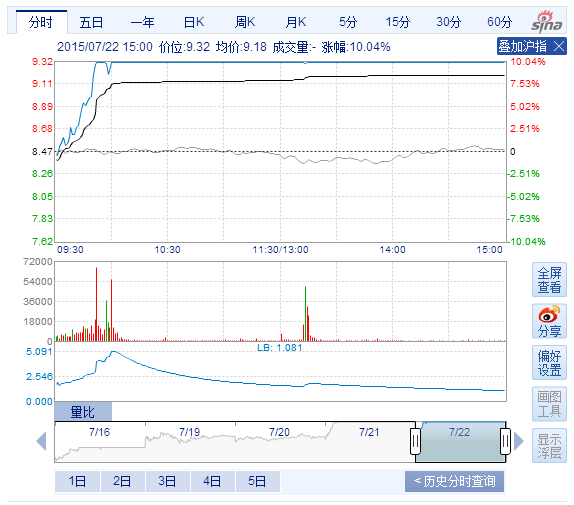 分时 五日 一年 日K 周K 月K 5分 15分 30分 60分 sina
2015/07/22 15:00 价位:9.32 均价:9.18 成交量:- 涨幅:10.04% 叠加沪指
9.32 10.04%
9.11 7.53%
8.89 5.02%
8.68 2.51%
8.47 0
8.26 -2.51%
8.05 -5.02%
7.83 -7.53%
7.62 -10.04%
09:30 10:30 11:30/13:00 14:00 15:00
72000
54000
36000
18000
0
LB: 1.081
5.091
2.546
0.000
量比
7/16 7/19 7/20 7/21 7/22
1日 2日 3日 4日 5日 <历史分时查询
全屏
查看
分享
偏好
设置
画图
工具
显示
浮层